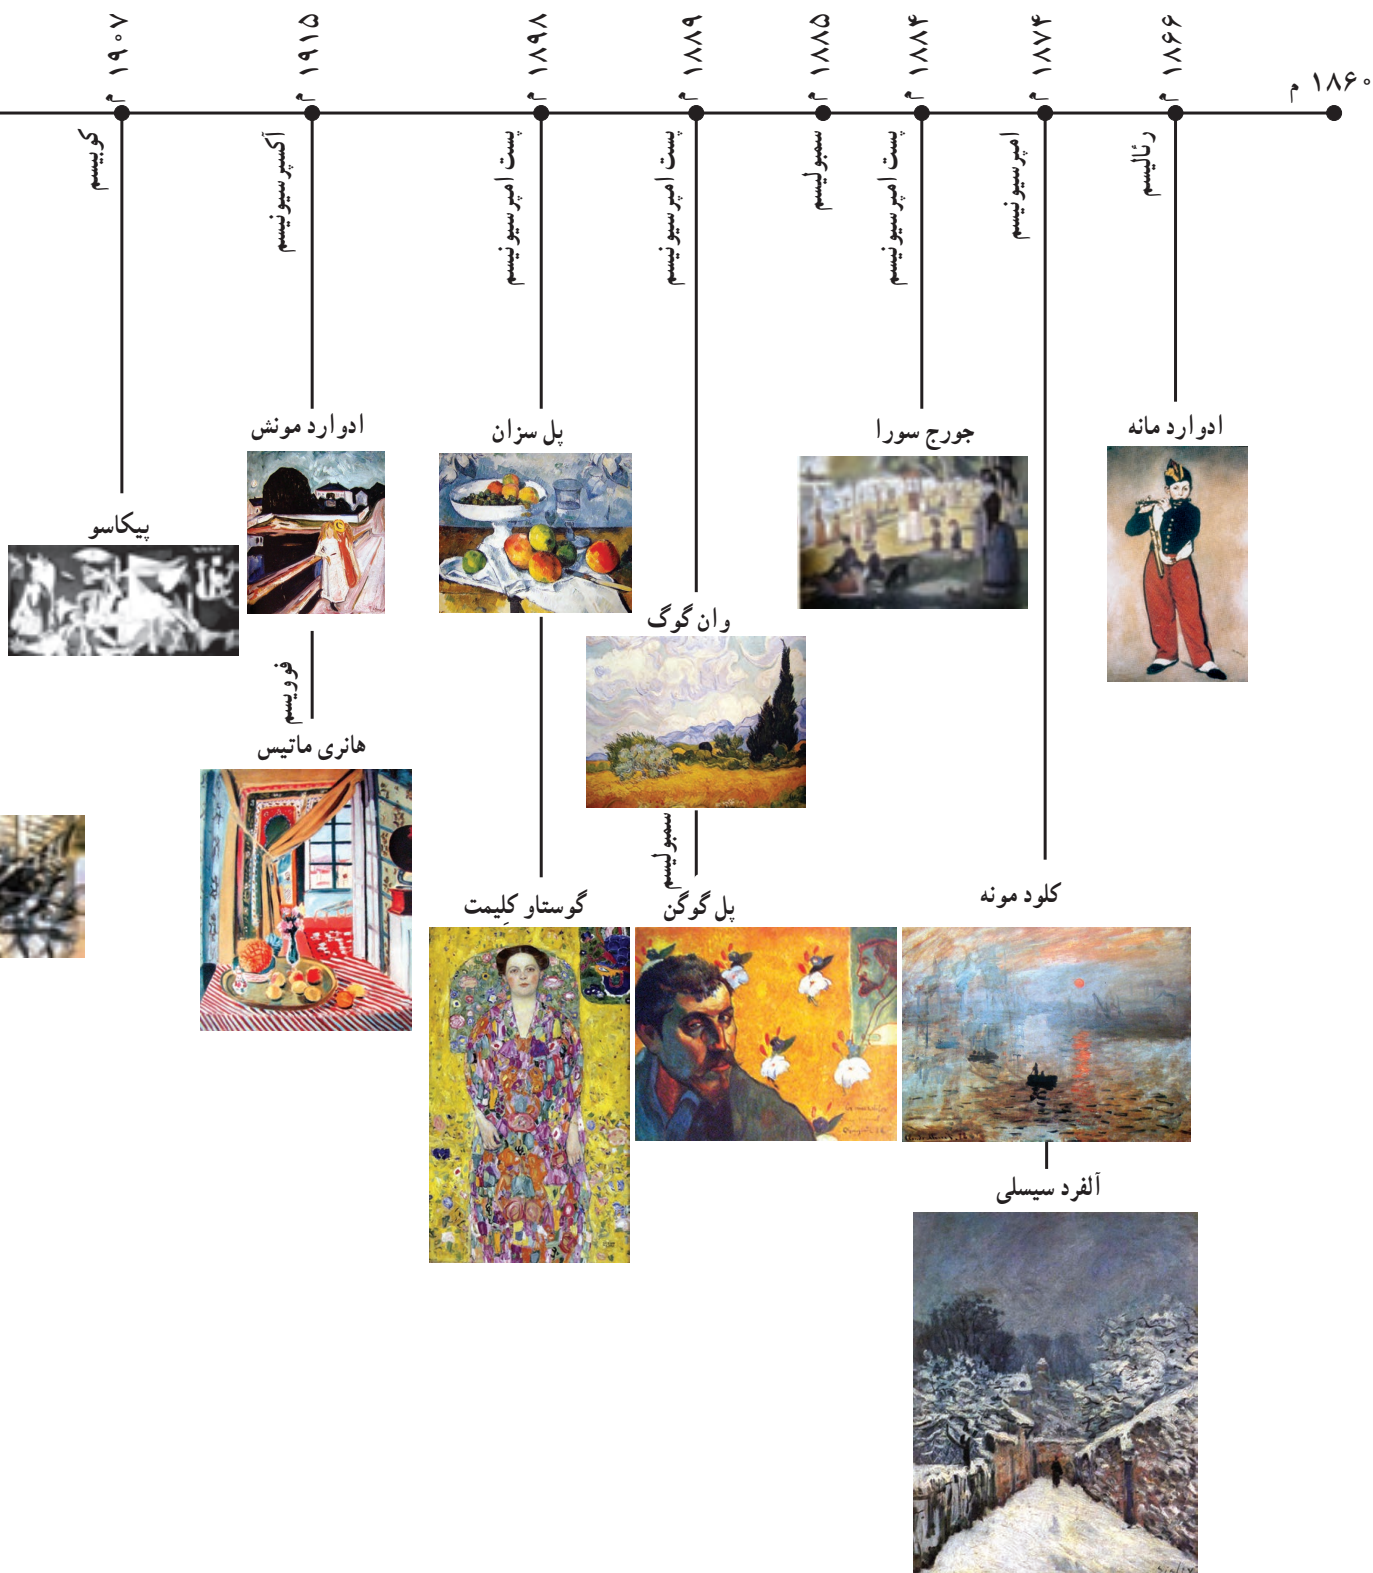 ۱۸۶۰ م
۱۸۶۶ م
رئالیسم
ادوارد مانه
۱۸۷۴ م
امپرسیونیسم
کلود مونه
آلفرد سیسلی
۱۸۸۴ م
پست امپرسیونیسم
جورج سورا
۱۸۸۵ م
سمبولیسم
۱۸۸۹ م
پست امپرسیونیسم
وان گوگ
سمبولیسم
پل گوگن
۱۸۹۸ م
پست امپرسیونیسم
پل سزان
گوستاو کلِیمت
۱۹۱۵ م
آکسپرسیونیسم
ادوارد مونش
فوویسم
هانری ماتیس
۱۹۰۷ م
کوبیسم
پیکاسو